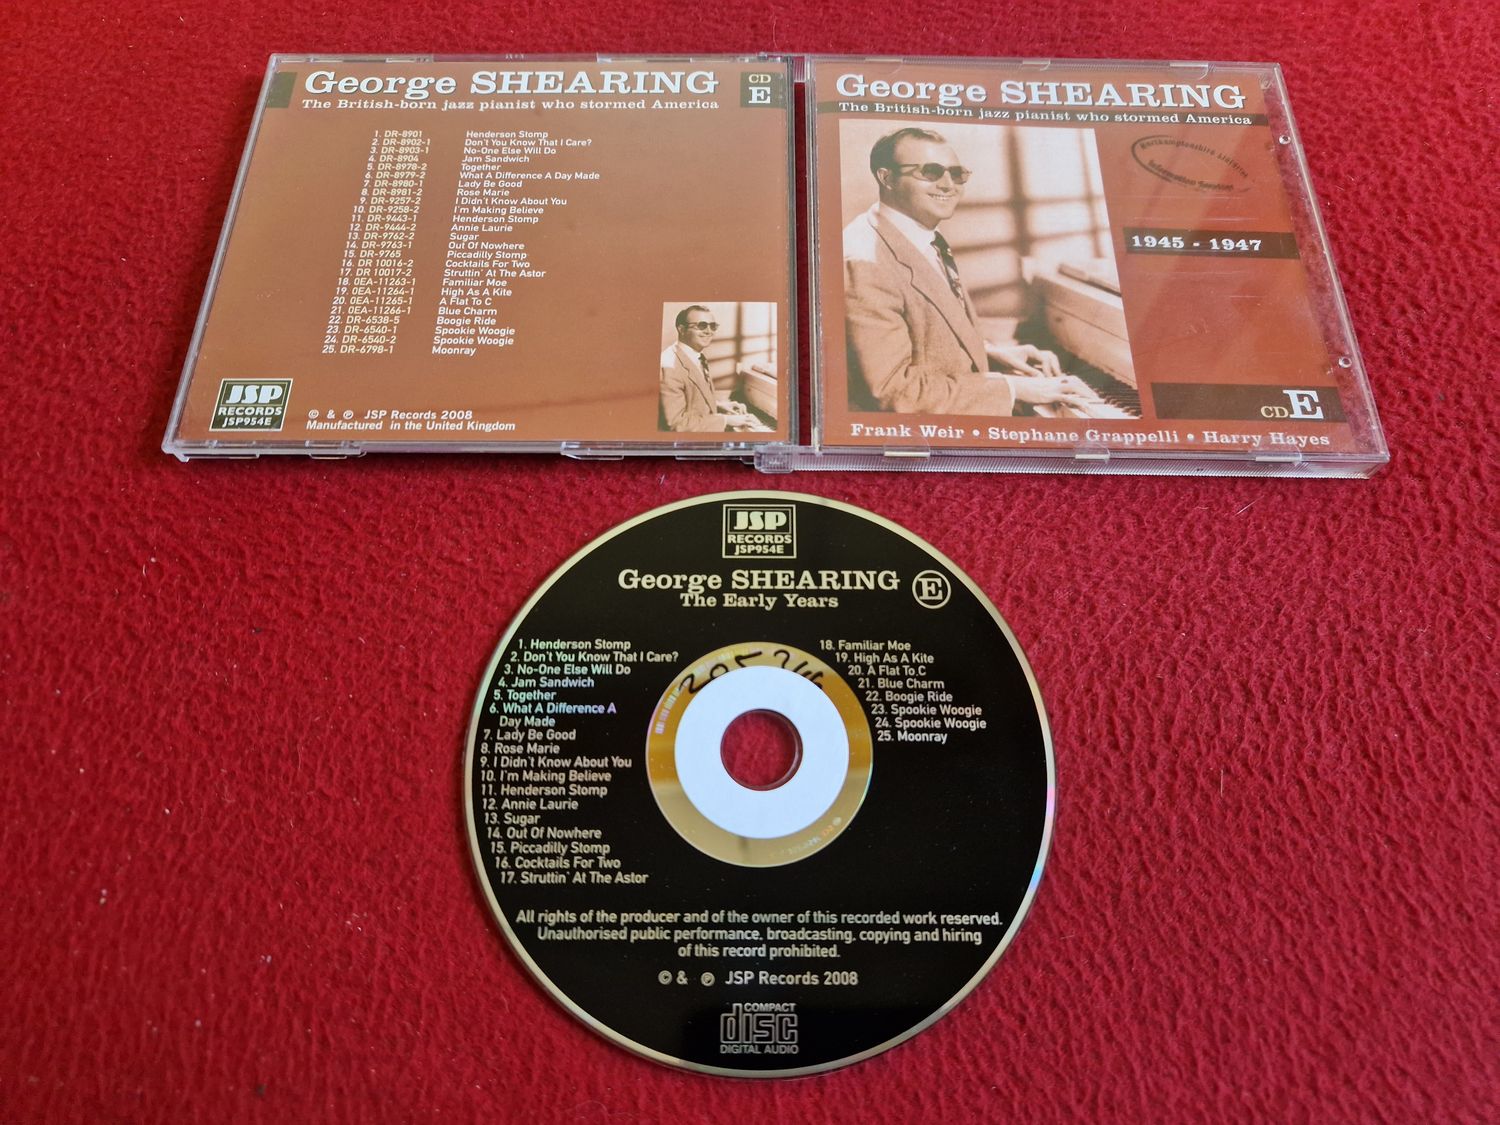 George SHEARING
The British-born jazz pianist who stormed America
CD
E
1. DR-8901 Henderson Stomp
2. DR-8902-1 Don't You Know That I Care?
3. DR-8903-1 No-One Else Will Do
4. DR-8904 Jam Sandwich
5. DR-8978-2 Together
6. DR-8979-2 What A Difference A Day Made
7. DR-8980-1 Lady Be Good
8. DR-8981-2 Rose Marie
9. DR-9257-2 I Didn't Know About You
10. DR-9258-2 I'm Making Believe
11. DR-9443-1 Henderson Stomp
12. DR-9444-2 Annie Laurie
13. DR-9762-2 Sugar
14. DR-9763-1 Out Of Nowhere
15. DR-9765 Piccadilly Stomp
16. DR 10016-2 Cocktails For Two
17. DR 10017-2 Struttin' At The Astor
18. 0EA-11263-1 Familiar Moe
19. 0EA-11264-1 High As A Kite
20. 0EA-11265-1 A Flat To C
21. 0EA-11266-1 Blue Charm
22. DR-6538-5 Boogie Ride
23. DR-6540-1 Spookie Woogie
24. DR-6540-2 Spookie Woogie
25. DR-6798-1 Moonray
JSP
RECORDS
JSP954E
© & ℗ JSP Records 2008
Manufactured in the United Kingdom
George SHEARING
The British-born jazz pianist who stormed America
Northamptonshire Libraries
Information Services
1945 - 1947
CD E
Frank Weir • Stephane Grappelli • Harry Hayes
JSP
RECORDS
JSP954E
George SHEARING
The Early Years
E
1. Henderson Stomp
2. Don't You Know That I Care?
3. No-One Else Will Do
4. Jam Sandwich
5. Together
6. What A Difference A
Day Made
7. Lady Be Good
8. Rose Marie
9. I Didn't Know About You
10. I'm Making Believe
11. Henderson Stomp
12. Annie Laurie
13. Sugar
14. Out Of Nowhere
15. Piccadilly Stomp
16. Cocktails For Two
17. Struttin' At The Astor
18. Familiar Moe
19. High As A Kite
20. A Flat To C
21. Blue Charm
22. Boogie Ride
23. Spookie Woogie
24. Spookie Woogie
25. Moonray
All rights of the producer and of the owner of this recorded work reserved.
Unauthorised public performance, broadcasting, copying and hiring
of this record prohibited.
© & ℗ JSP Records 2008
COMPACT
disc
DIGITAL AUDIO